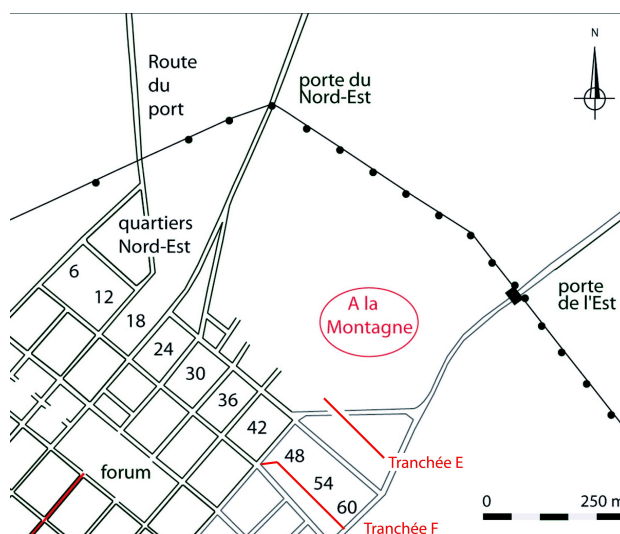 N
Route
du
port
porte du
Nord-Est
quartiers
Nord-Est
6
12
18
24
30
36
42
48
54
60
A la
Montagne
porte
de l'Est
forum
Tranchée E
Tranchée F
0
250 m